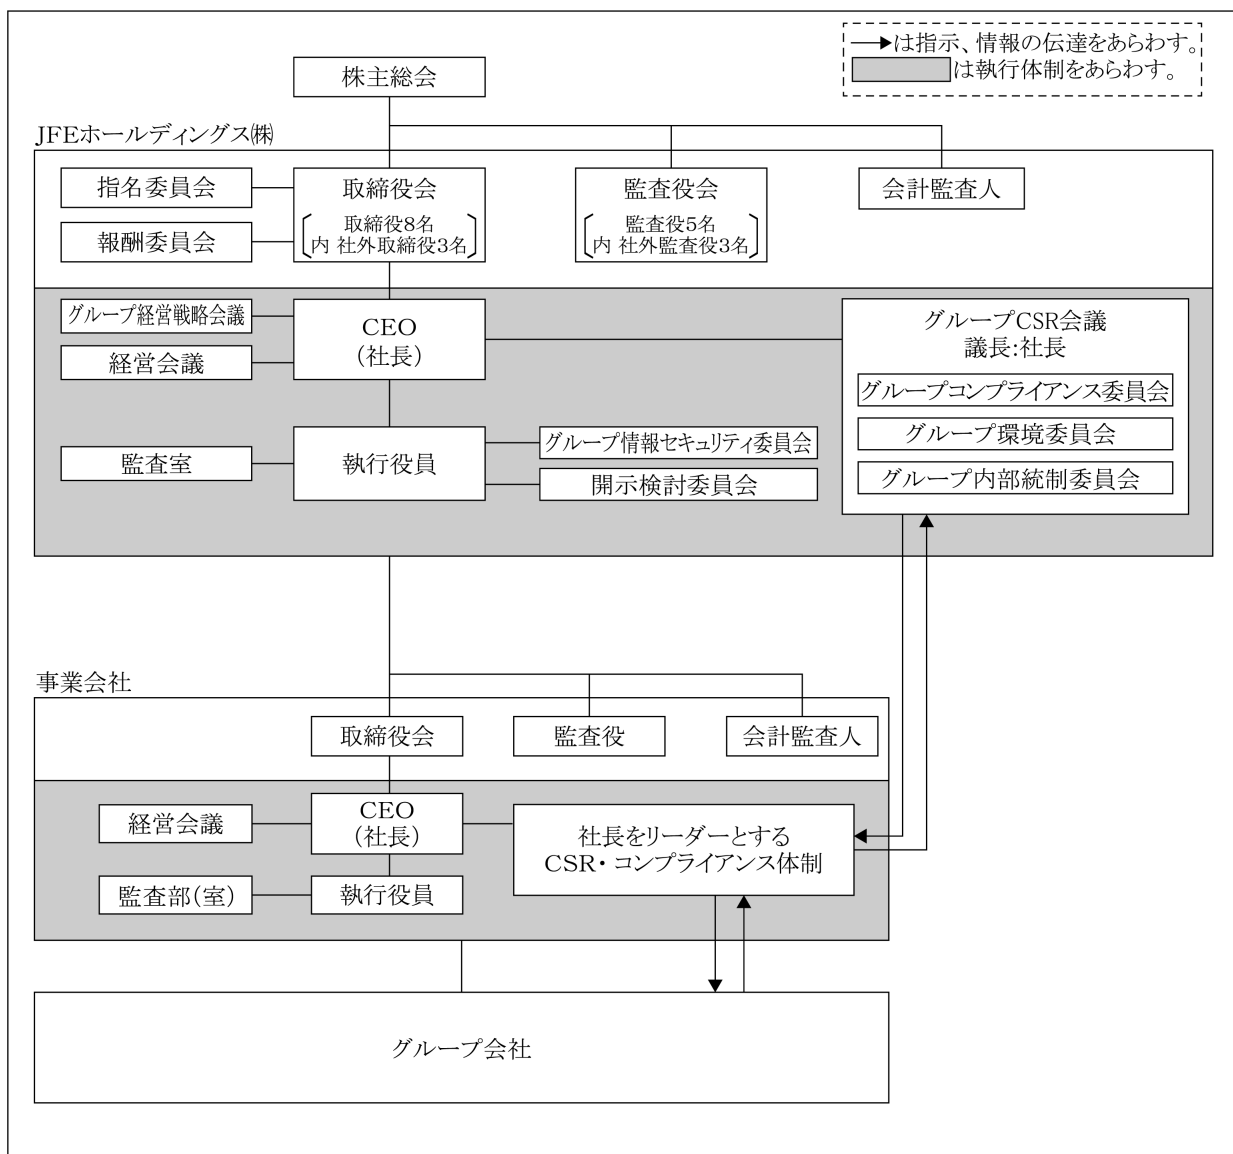 は指示、情報の伝達をあらわす。
は執行体制をあらわす。
株主総会
JFEホールディングス㈱
指名委員会
報酬委員会
取締役会
取締役8名
内 社外取締役3名
監査役会
監査役5名
内 社外監査役3名
会計監査人
グループ経営戦略会議
経営会議
CEO
(社長)
グループCSR会議
議長:社長
グループコンプライアンス委員会
グループ環境委員会
グループ内部統制委員会
監査室
執行役員
グループ情報セキュリティ委員会
開示検討委員会
事業会社
取締役会
監査役
会計監査人
経営会議
CEO
(社長)
社長をリーダーとする
CSR・コンプライアンス体制
監査部(室)
執行役員
グループ会社